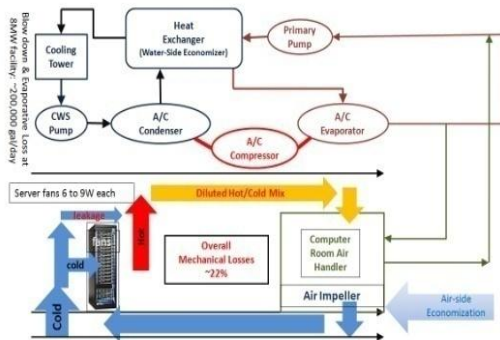 Blow down & Evaporative Loss at
8MW facility: ~200,000 gal/day
Heat
Exchanger
(Water-Side Economizer)
Primary
Pump
Cooling
Tower
CWS
Pump
A/C
Condenser
A/C
Evaporator
A/C
Compressor
Server fans 6 to 9W each
leakage
fans
cold
Cold
Hot
Diluted Hot/Cold Mix
Overall
Mechanical Losses
~22%
Computer
Room Air
Handler
Air Impeller
Air-side
Economization